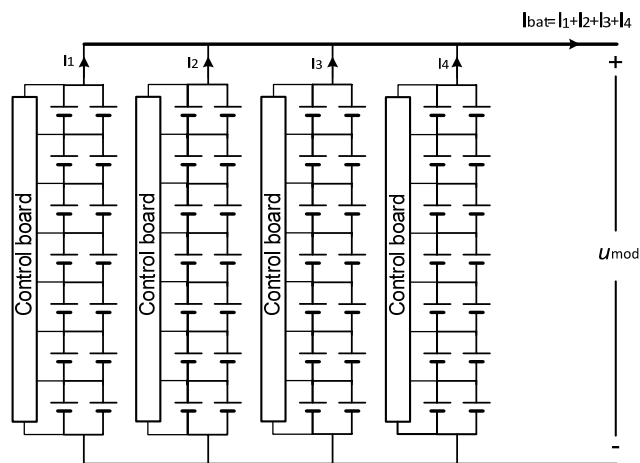 Ibat= I1+I2+I3+I4
I1
I2
I3
I4
+
Control board
Control board
Control board
Control board
umod
-